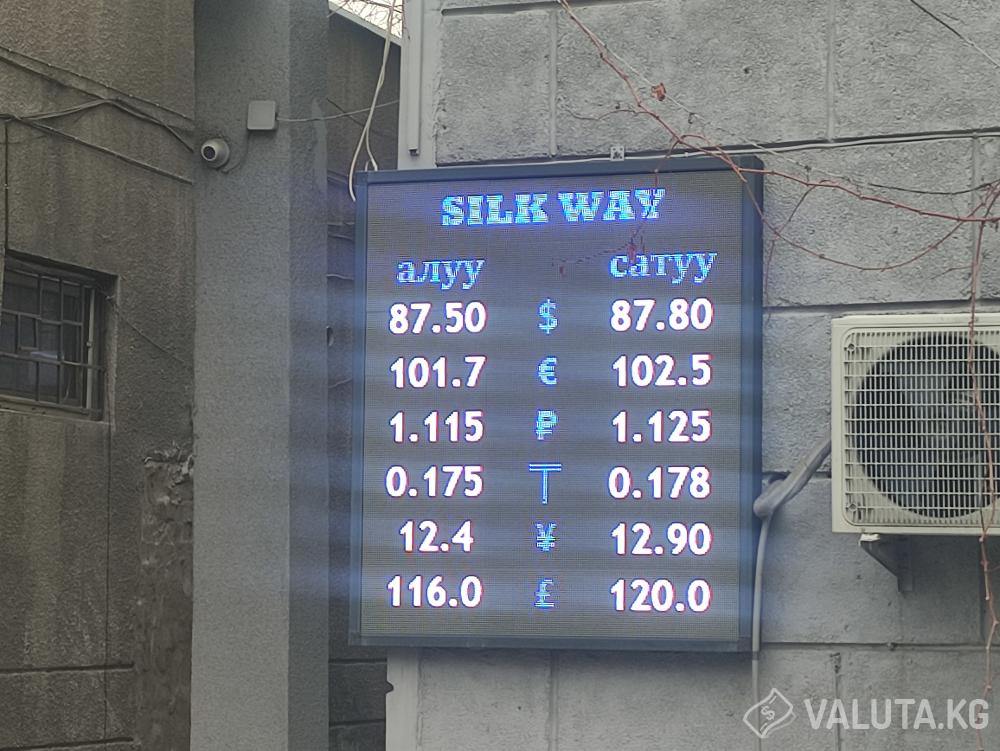 SILK WAY
алуу сатуу
87.50 $ 87.80
101.7 € 102.5
1.115 ₽ 1.125
0.175 ₸ 0.178
12.4 ¥ 12.90
116.0 £ 120.0
VALUTA.KG